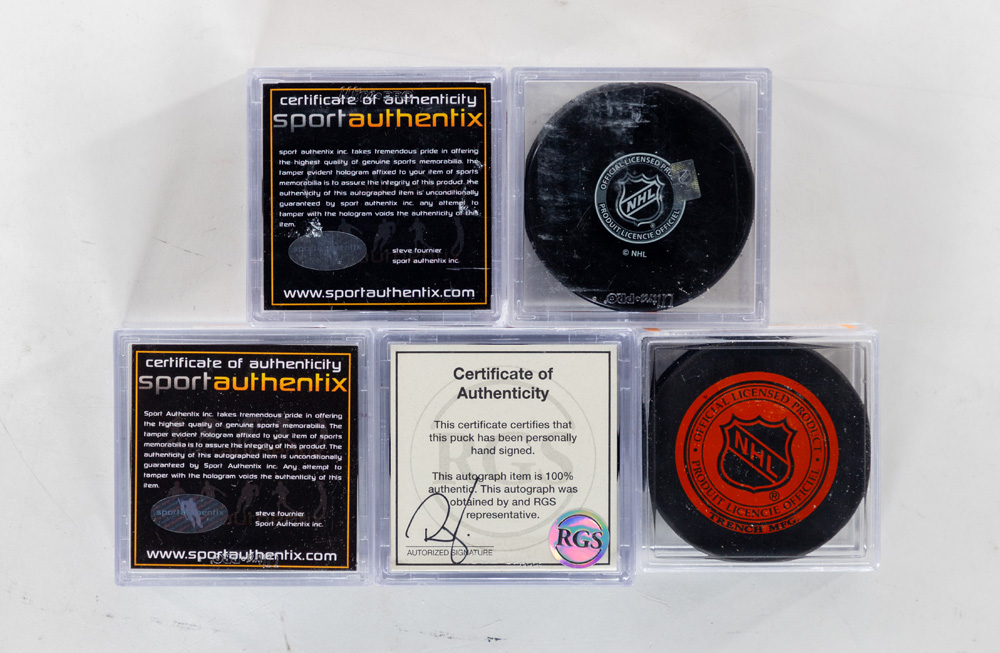 certificate of authenticity
sportauthentix
sport authentix inc. takes tremendous pride in offering
the highest quality of genuine sports memorabilia. the
tamper evident hologram affixed to your item of sports
memorabilia is to assure the integrity of this product. the
authenticity of this autographed item is unconditionally
guaranteed by sport authentix inc. any attempt to
tamper with the hologram voids the authenticity of this
item.
steve fournier
sport authentix inc.
www.sportauthentix.com
OFFICIAL LICENSED PRO
NHL
PRODUIT LICENCIE OFFICIEL
© NHL
ULTRA•PRO
certificate of authenticity
sportauthentix
Sport Authentix Inc. takes tremendous pride in offering
the highest quality of genuine sports memorabilia. The
tamper evident hologram affixed to your item of sports
memorabilia is to assure the integrity of this product. The
authenticity of this autographed item is unconditionally
guaranteed by Sport Authentix Inc. Any attempt to
tamper with the hologram voids the authenticity of this
item.
sport authentix
steve fournier
Sport Authentix Inc.
www.sportauthentix.com
Certificate of
Authenticity
This certificate certifies that
this puck has been personally
hand signed.
This autograph item is 100%
authentic. This autograph was
obtained by and RGS
representative.
AUTORIZED SIGNATURE
RGS
RGS
• OFFICIAL LICENSED PRODUCT •
NHL
®
PRODUIT LICENCIE OFFICIEL
TRENCH MFG.